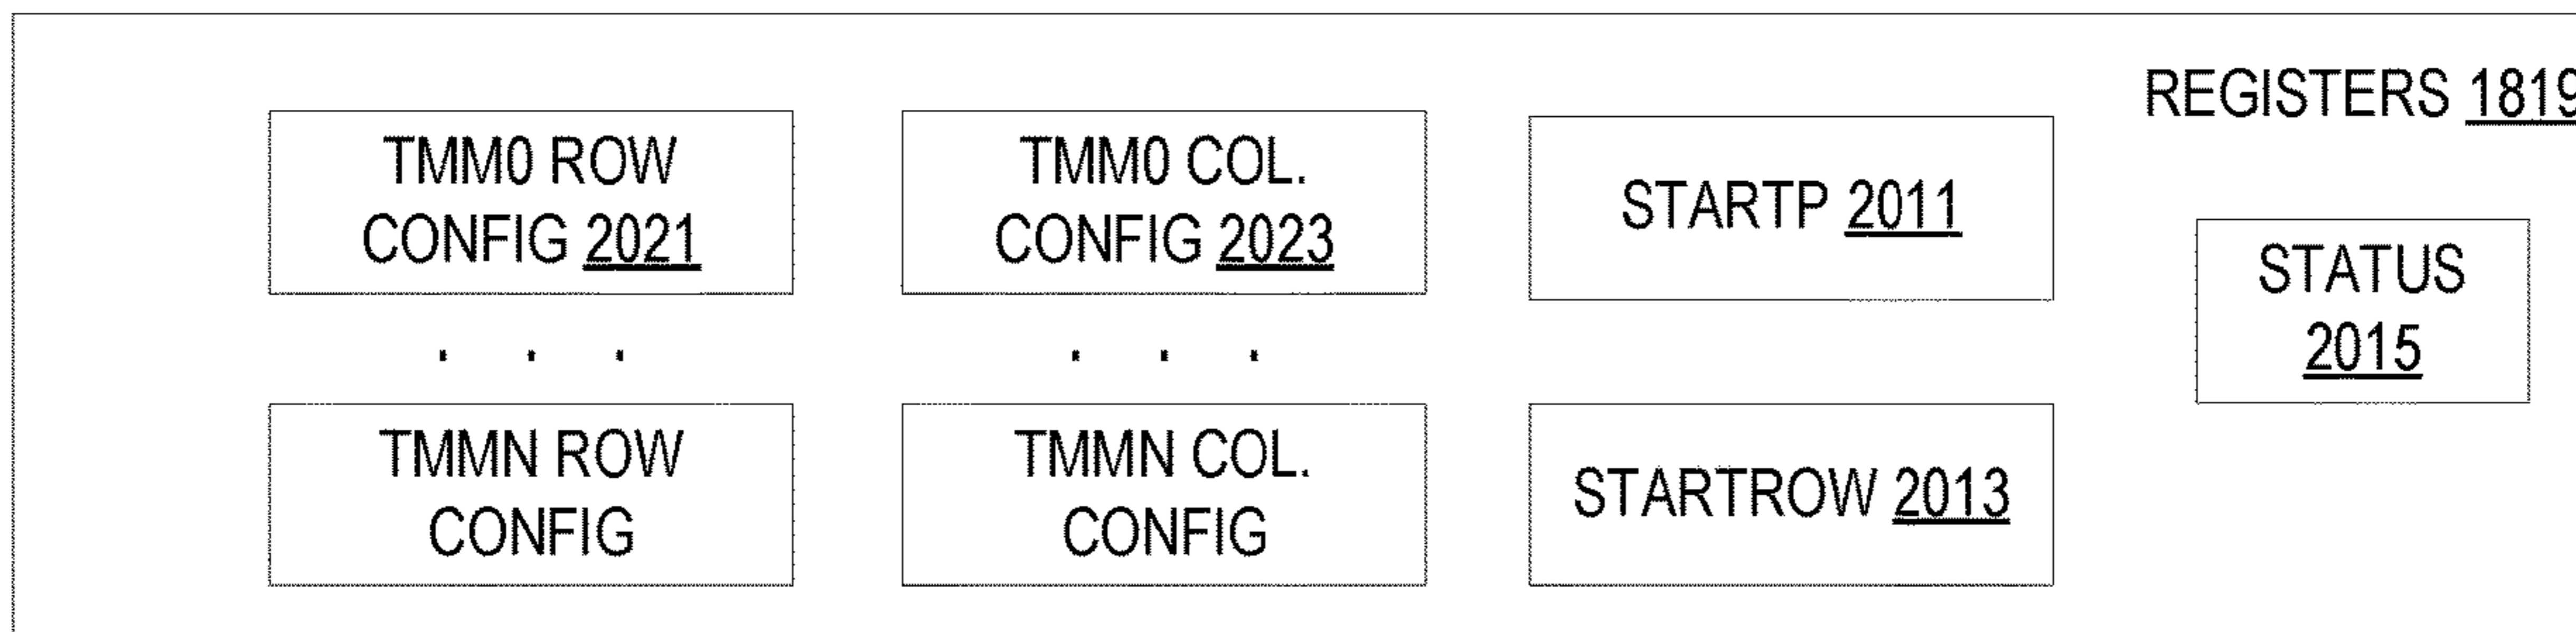 REGISTERS 1819
TMM0 ROW
CONFIG 2021
TMM0 COL.
CONFIG 2023
STARTP 2011
STATUS
2015
. . .
. . .
TMMN ROW
CONFIG
TMMN COL.
CONFIG
STARTROW 2013